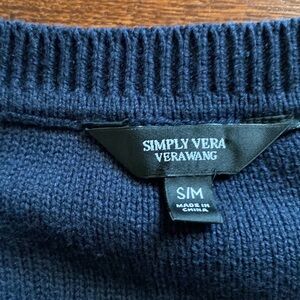 SIMPLY VERA
VERAWANG
S/M
MADE IN
CHINA